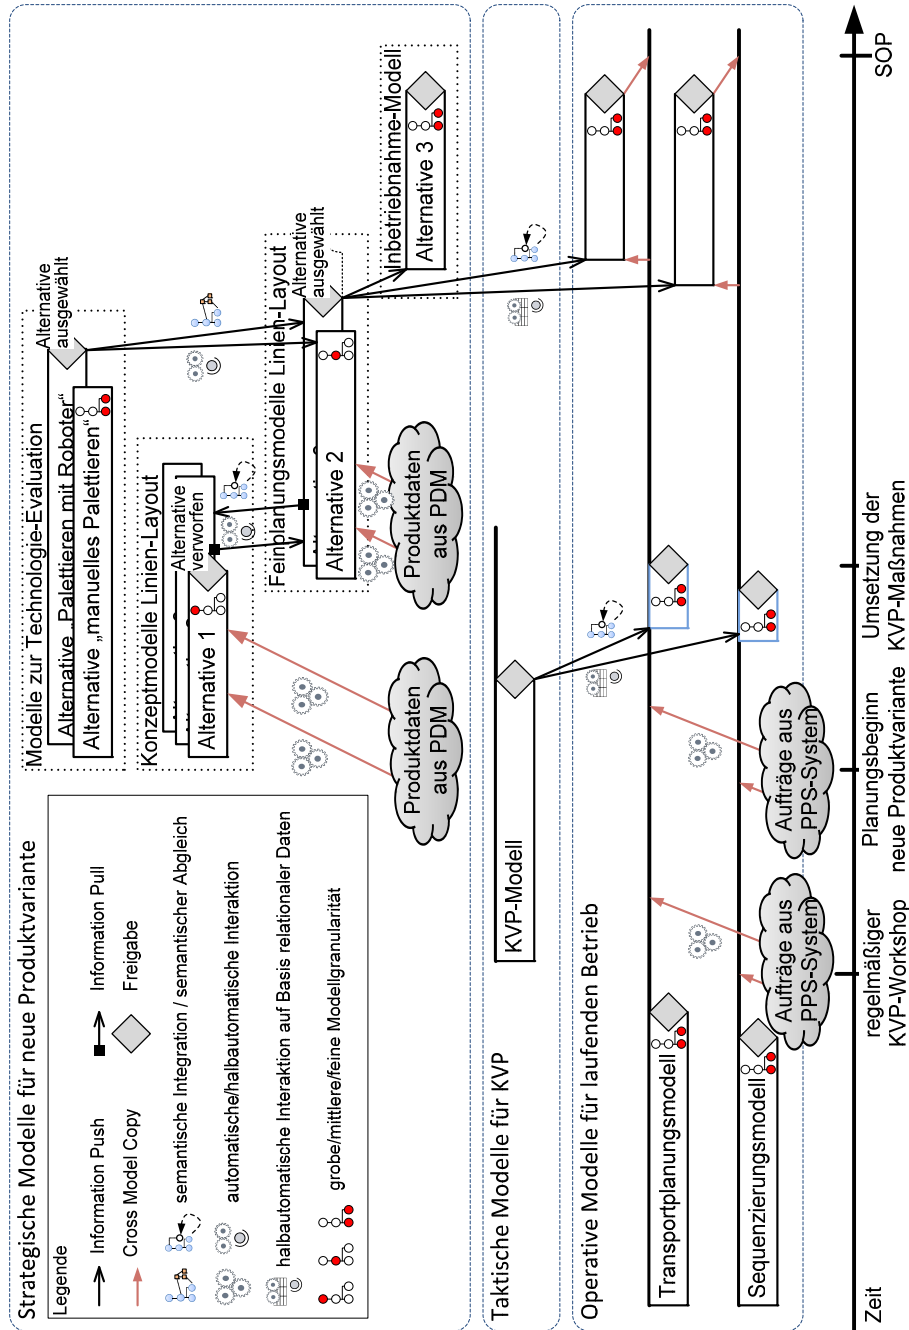 Strategische Modelle für neue Produktvariante
Legende
Information Push
Information Pull
Cross Model Copy
Freigabe
semantische Integration / semantischer Abgleich
automatische/halbautomatische Interaktion
halbautomatische Interaktion auf Basis relationaler Daten
grobe/mittlere/feine Modellgranularität
Modelle zur Technologie-Evaluation
Alternative „Palettieren mit Roboter“
Alternative „manuelles Palettieren“
Alternative
ausgewählt
Konzeptmodelle Linien-Layout
Alternative
verworfen
Alternative 1
Feinplanungsmodelle Linien-Layout
Alternative
ausgewählt
Alternative 2
Inbetriebnahme-Modell
Alternative 3
Produktdaten
aus PDM
Produktdaten
aus PDM
Taktische Modelle für KVP
KVP-Modell
Operative Modelle für laufenden Betrieb
Transportplanungsmodell
Sequenzierungsmodell
Aufträge aus
PPS-System
Aufträge aus
PPS-System
Zeit
regelmäßiger
KVP-Workshop
Planungsbeginn
neue Produktvariante
Umsetzung der
KVP-Maßnahmen
SOP